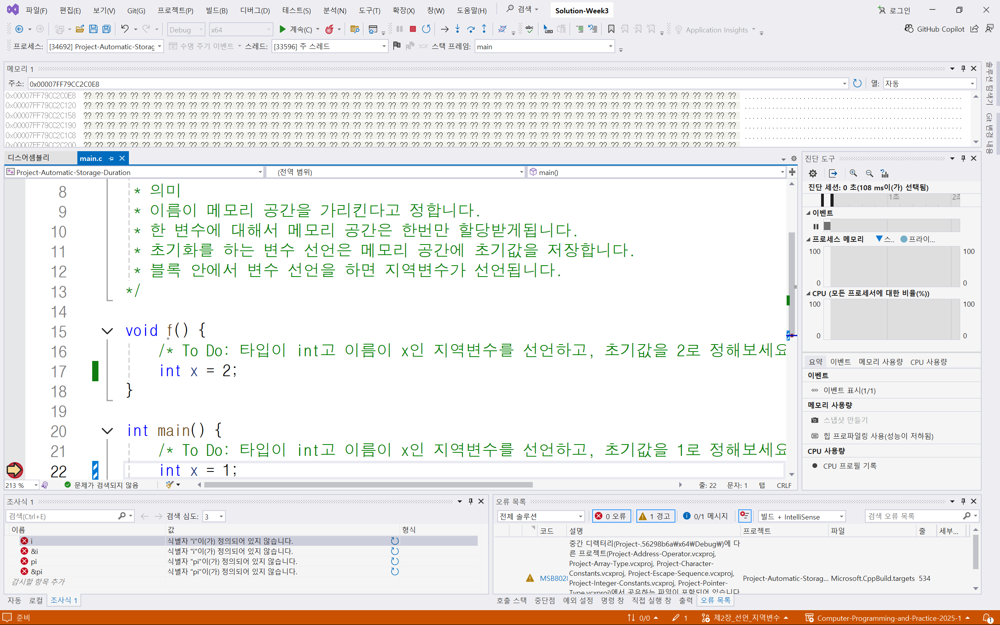 파일(F) 편집(E) 보기(V) Git(G) 프로젝트(P) 빌드(B) 디버그(D) 테스트(S) 분석(N) 도구(T) 확장(X) 창(W) 도움말(H) 검색 Solution-Week3 로그인
Debug x64 계속(C) Application Insights GitHub Copilot
프로세스: [34692] Project-Automatic-Storag 수명 주기 이벤트 스레드: [33596] 주 스레드 스택 프레임: main
메모리 1
주소: 0x00007FF79CC2C0E8 열: 자동
0x00007FF79CC2C0E8 ?? ?? ?? ?? ?? ?? ?? ?? ?? ?? ?? ?? ?? ?? ?? ?? ?? ?? ?? ?? ?? ?? ?? ?? ?? ?? ?? ?? ?? ?? ?? ?? ?? ?? ?? ?? ?? ?? ?? ?? ?? ?? ?? ?? ?? ?? ?? ?? ?? ?? ?? ?? ?? ?? ?? ?? ........................................................
0x00007FF79CC2C120 ?? ?? ?? ?? ?? ?? ?? ?? ?? ?? ?? ?? ?? ?? ?? ?? ?? ?? ?? ?? ?? ?? ?? ?? ?? ?? ?? ?? ?? ?? ?? ?? ?? ?? ?? ?? ?? ?? ?? ?? ?? ?? ?? ?? ?? ?? ?? ?? ?? ?? ?? ?? ?? ?? ?? ?? ........................................................
0x00007FF79CC2C158 ?? ?? ?? ?? ?? ?? ?? ?? ?? ?? ?? ?? ?? ?? ?? ?? ?? ?? ?? ?? ?? ?? ?? ?? ?? ?? ?? ?? ?? ?? ?? ?? ?? ?? ?? ?? ?? ?? ?? ?? ?? ?? ?? ?? ?? ?? ?? ?? ?? ?? ?? ?? ?? ?? ?? ?? ........................................................
0x00007FF79CC2C190 ?? ?? ?? ?? ?? ?? ?? ?? ?? ?? ?? ?? ?? ?? ?? ?? ?? ?? ?? ?? ?? ?? ?? ?? ?? ?? ?? ?? ?? ?? ?? ?? ?? ?? ?? ?? ?? ?? ?? ?? ?? ?? ?? ?? ?? ?? ?? ?? ?? ?? ?? ?? ?? ?? ?? ?? ........................................................
0x00007FF79CC2C1C8 ?? ?? ?? ?? ?? ?? ?? ?? ?? ?? ?? ?? ?? ?? ?? ?? ?? ?? ?? ?? ?? ?? ?? ?? ?? ?? ?? ?? ?? ?? ?? ?? ?? ?? ?? ?? ?? ?? ?? ?? ?? ?? ?? ?? ?? ?? ?? ?? ?? ?? ?? ?? ?? ?? ?? ?? ........................................................
0x00007FF79CC2C200 ?? ?? ?? ?? ?? ?? ?? ?? ?? ?? ?? ?? ?? ?? ?? ?? ?? ?? ?? ?? ?? ?? ?? ?? ?? ?? ?? ?? ?? ?? ?? ?? ?? ?? ?? ?? ?? ?? ?? ?? ?? ?? ?? ?? ?? ?? ?? ?? ?? ?? ?? ?? ?? ?? ?? ??
솔루션 탐색기
Git 변경 내용
디스어셈블리 main.c
Project-Automatic-Storage-Duration (전역 범위) main()
8 * 의미
9 * 이름이 메모리 공간을 가리킨다고 정합니다.
10 * 한 변수에 대해서 메모리 공간은 한번만 할당받게됩니다.
11 * 초기화를 하는 변수 선언은 메모리 공간에 초기값을 저장합니다.
12 * 블록 안에서 변수 선언을 하면 지역변수가 선언됩니다.
13 */
14
15 void f() {
16 /* To Do: 타입이 int고 이름이 x인 지역변수를 선언하고, 초기값을 2로 정해보세요
17 int x = 2;
18 }
19
20 int main() {
21 /* To Do: 타입이 int고 이름이 x인 지역변수를 선언하고, 초기값을 1로 정해보세요
22 int x = 1;
213 % 문제가 검색되지 않음 줄: 22 문자: 1 탭 CRLF
진단 도구
진단 세션: 0 초(108 ms이(가) 선택됨)
1초 2초
이벤트
프로세스 메모리 스.. 프라이...
100 100
0 0
CPU (모든 프로세서에 대한 비율(%))
100 100
0 0
요약 이벤트 메모리 사용량 CPU 사용량
이벤트
이벤트 표시(1/1)
메모리 사용량
스냅샷 만들기
힙 프로파일링 사용(성능이 저하됨)
CPU 사용량
CPU 프로필 기록
조사식 1
검색(Ctrl+E) 검색 심도: 3
이름 값 형식
i 식별자 "i"이(가) 정의되어 있지 않습니다.
&i 식별자 "i"이(가) 정의되어 있지 않습니다.
pi 식별자 "pi"이(가) 정의되어 있지 않습니다.
&pi 식별자 "pi"이(가) 정의되어 있지 않습니다.
감시할 항목 추가
자동 로컬 조사식 1
오류 목록
전체 솔루션 0 오류 1 경고 0/1 메시지 빌드 + IntelliSense 검색 오류 목록
코드 설명 프로젝트 파일 줄 세부...
중간 디렉터리(Project-.56298b6a₩x64₩Debug₩)에 다
른 프로젝트(Project-Address-Operator.vcxproj,
Project-Array-Type.vcxproj, Project-Character-
MSB8028 Constants.vcxproj, Project-Escape-Sequence.vcxproj, Project-Automatic-Storag... Microsoft.CppBuild.targets 534
Project-Integer-Constants.vcxproj, Project-Pointer-
Type.vcxproj)에서 공유하는 파일이 포함되어 있습니다
호출 스택 중단점 예외 설정 명령 창 직접 실행 창 출력 오류 목록
준비 0/0 1 제2장_선언_지역변수 Computer-Programming-and-Practice-2025-1 1